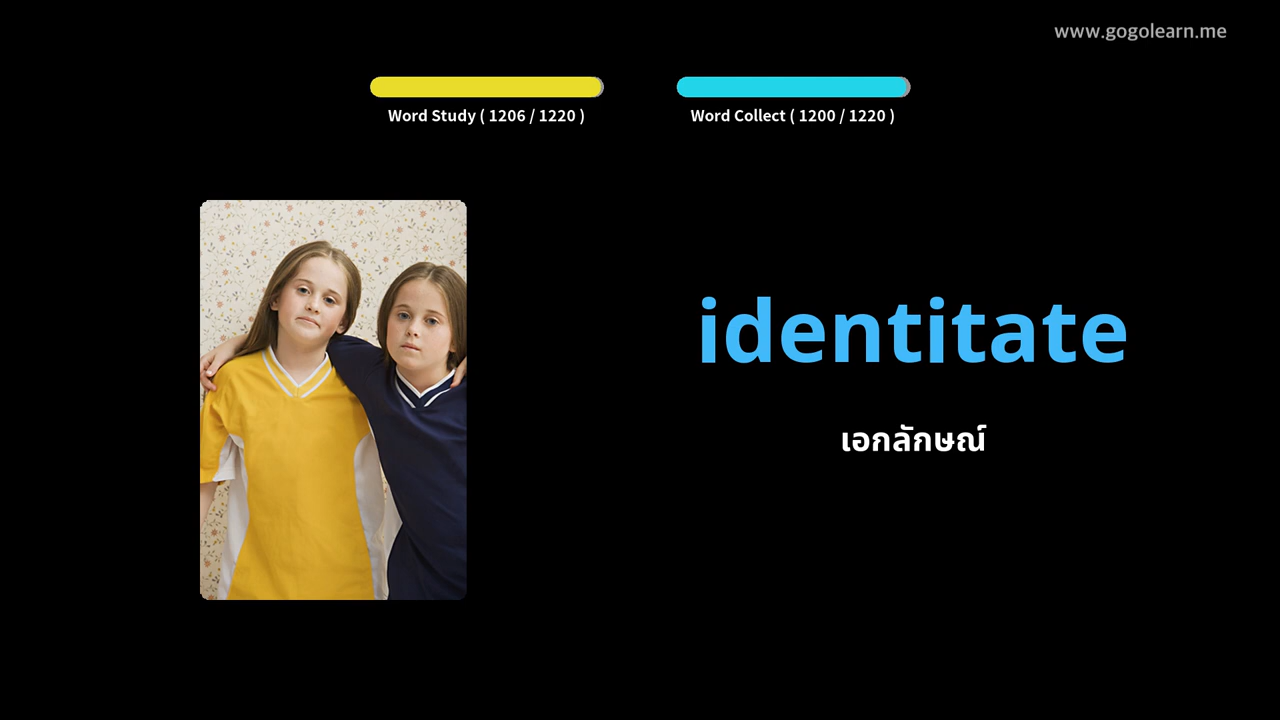 www.gogolearn.me
Word Study ( 1206 / 1220 )
Word Collect ( 1200 / 1220 )
identitate
เอกลักษณ์